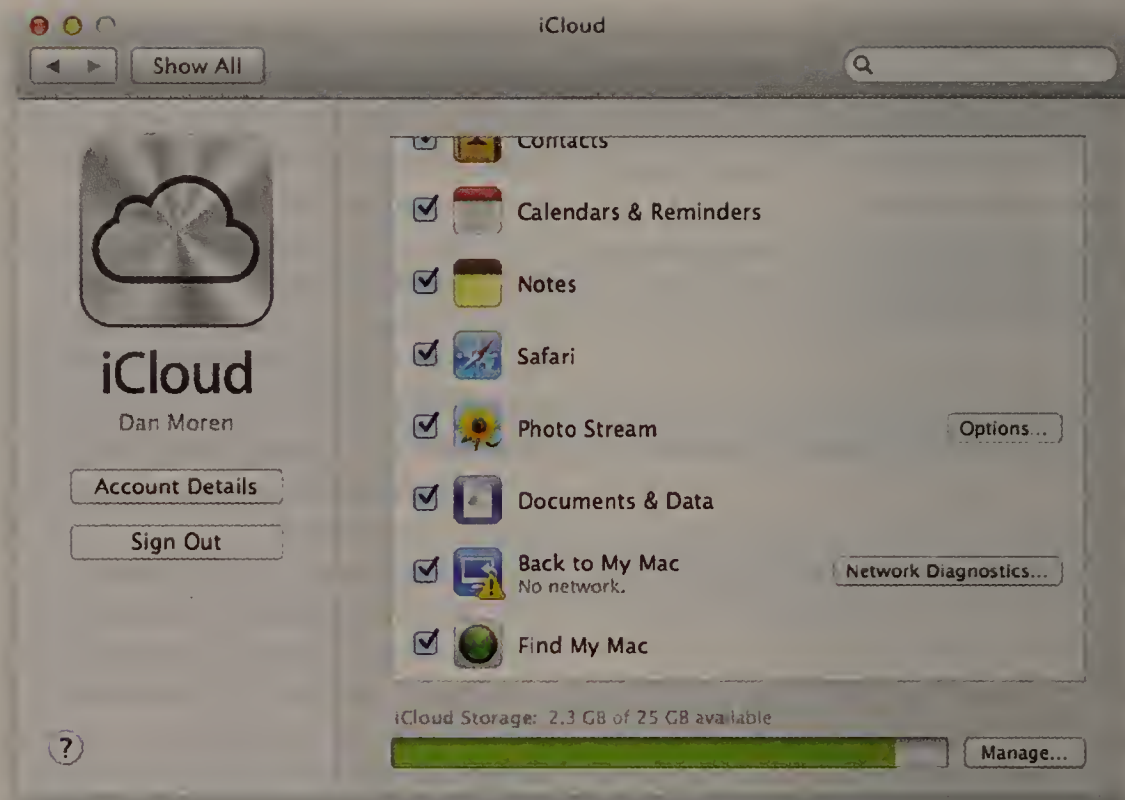 iCloud
Show All
Contacts
Calendars & Reminders
Notes
Safari
Photo Stream
Options...
Documents & Data
Back to My Mac
No network.
Network Diagnostics...
Find My Mac
iCloud
Dan Moren
Account Details
Sign Out
iCloud Storage: 2.3 GB of 25 GB available
?
Manage...